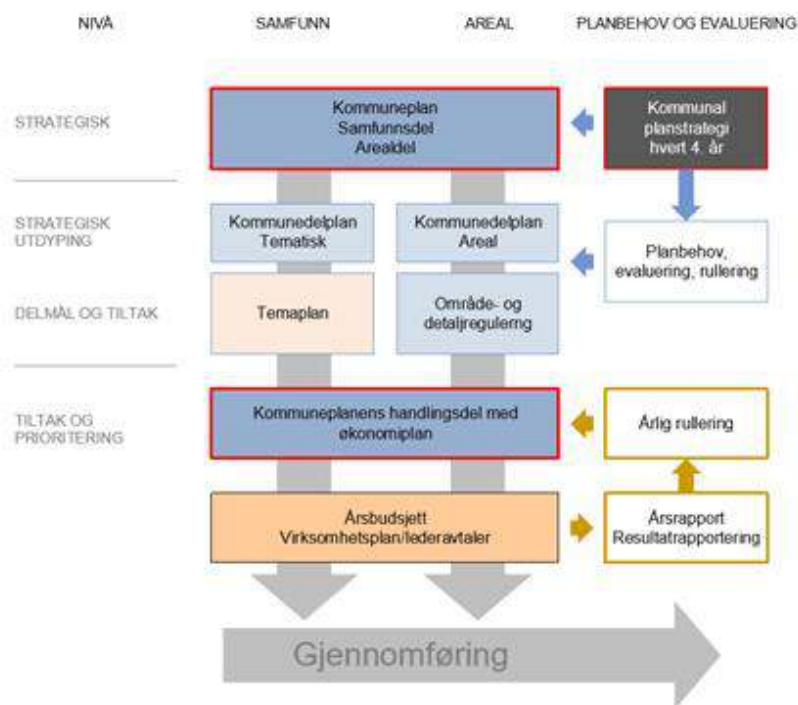 NIVÅ
SAMFUNN
AREAL
PLANBEHOV OG EVALUERING
STRATEGISK
Kommuneplan
Samfunnsdel
Arealdel
Kommunal
planstrategi
hvert 4. år
STRATEGISK
UTDYPING
Kommunedelplan
Tematisk
Kommunedelplan
Areal
Planbehov,
evaluering, rullering
DELMÅL OG TILTAK
Temaplan
Område- og
detaljregulerng
TILTAK OG
PRIORITERING
Kommuneplanens handlingsdel med
økonomiplan
Årlig rullering
Årsbudsjett
Virksomhetsplan/lederavtaler
Årsrapport
Resultatrapportering
Gjennomføring